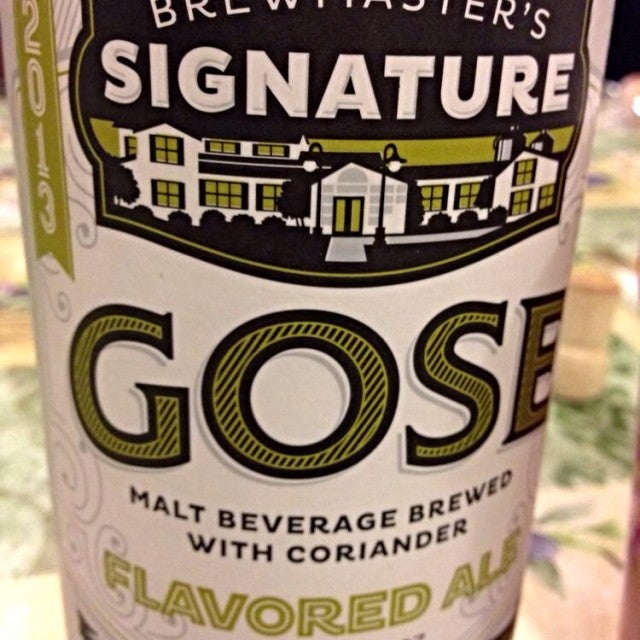 BREWMASTER'S
SIGNATURE
2013
GOSE
MALT BEVERAGE BREWED
WITH CORIANDER
FLAVORED ALE